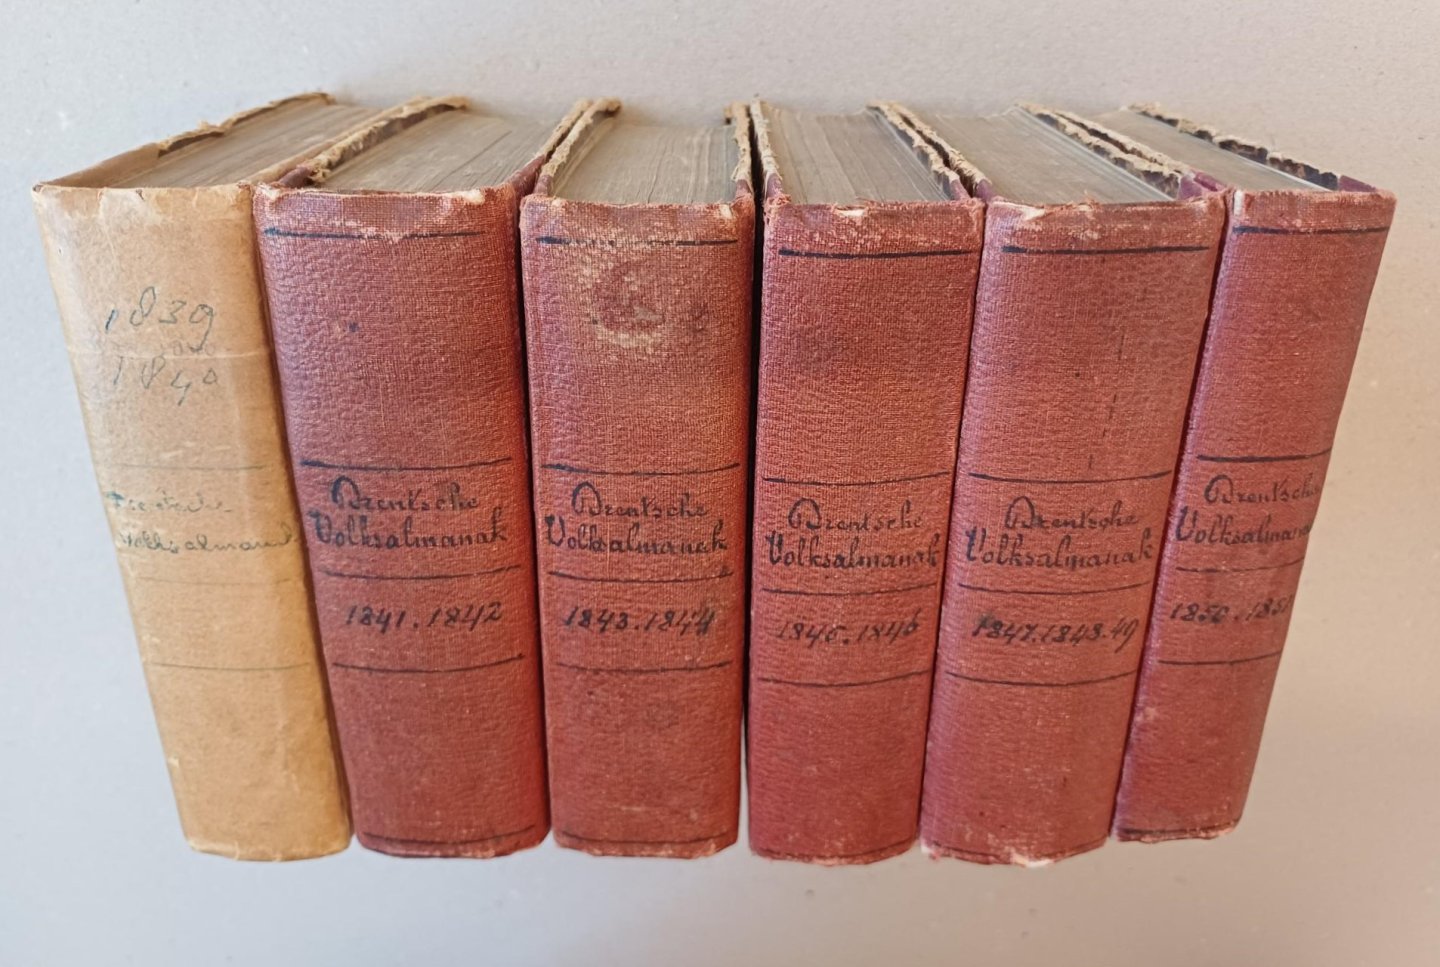 1839
1840
Volksalmanak
Drentsche
Volksalmanak
1841.1842
Drentsche
Volksalmanak
1843.1844
Drentsche
Volksalmanak
1845.1846
Drentsche
Volksalmanak
1847.1848.49
Drentsche
Volksalmanak
1850.1851